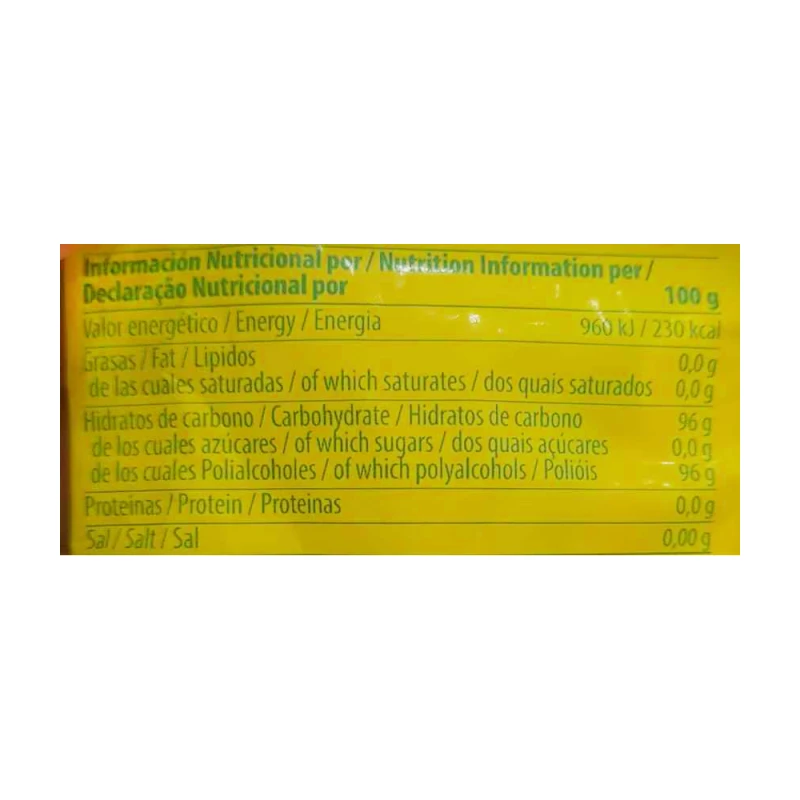 Información Nutricional por / Nutrition Information per /
Declaração Nutricional por 100 g
Valor energético / Energy / Energia 960 kJ / 230 kcal
Grasas / Fat / Lipidos 0,0 g
de las cuales saturadas / of which saturates / dos quais saturados 0,0 g
Hidratos de carbono / Carbohydrate / Hidratos de carbono 96 g
de los cuales azúcares / of which sugars / dos quais açúcares 0,0 g
de los cuales Polialcoholes / of which polyalcohols / Polióis 96 g
Proteínas / Protein / Proteinas 0,0 g
Sal / Salt / Sal 0,00 g